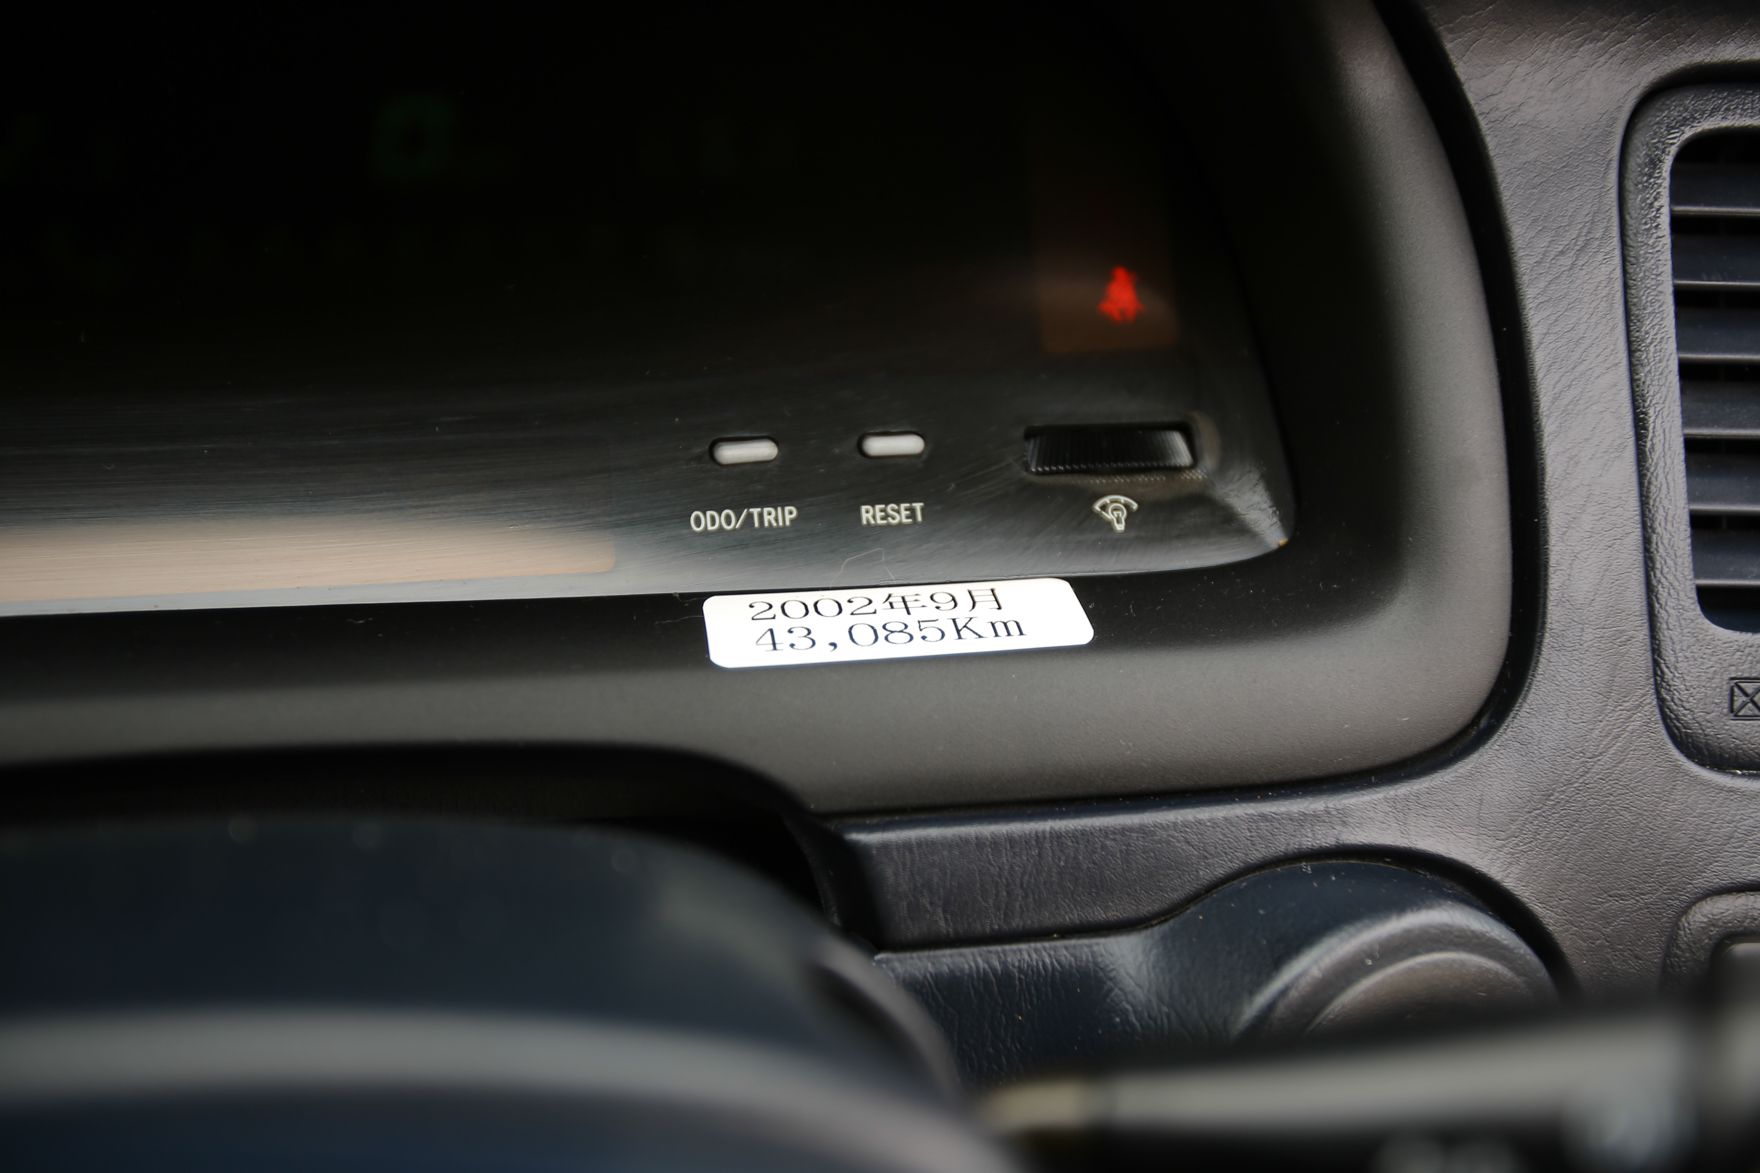 ODO/TRIP RESET
2002年9月
43,085Km